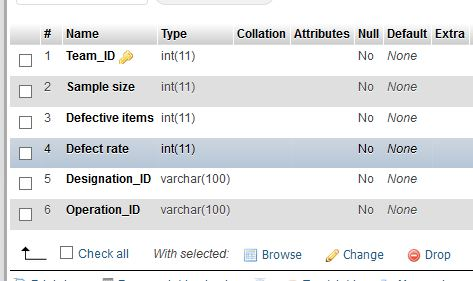 # Name Type Collation Attributes Null Default Extra
1 Team_ID int(11) No None
2 Sample size int(11) No None
3 Defective items int(11) No None
4 Defect rate int(11) No None
5 Designation_ID varchar(100) No None
6 Operation_ID varchar(100) No None
Check all With selected: Browse Change Drop